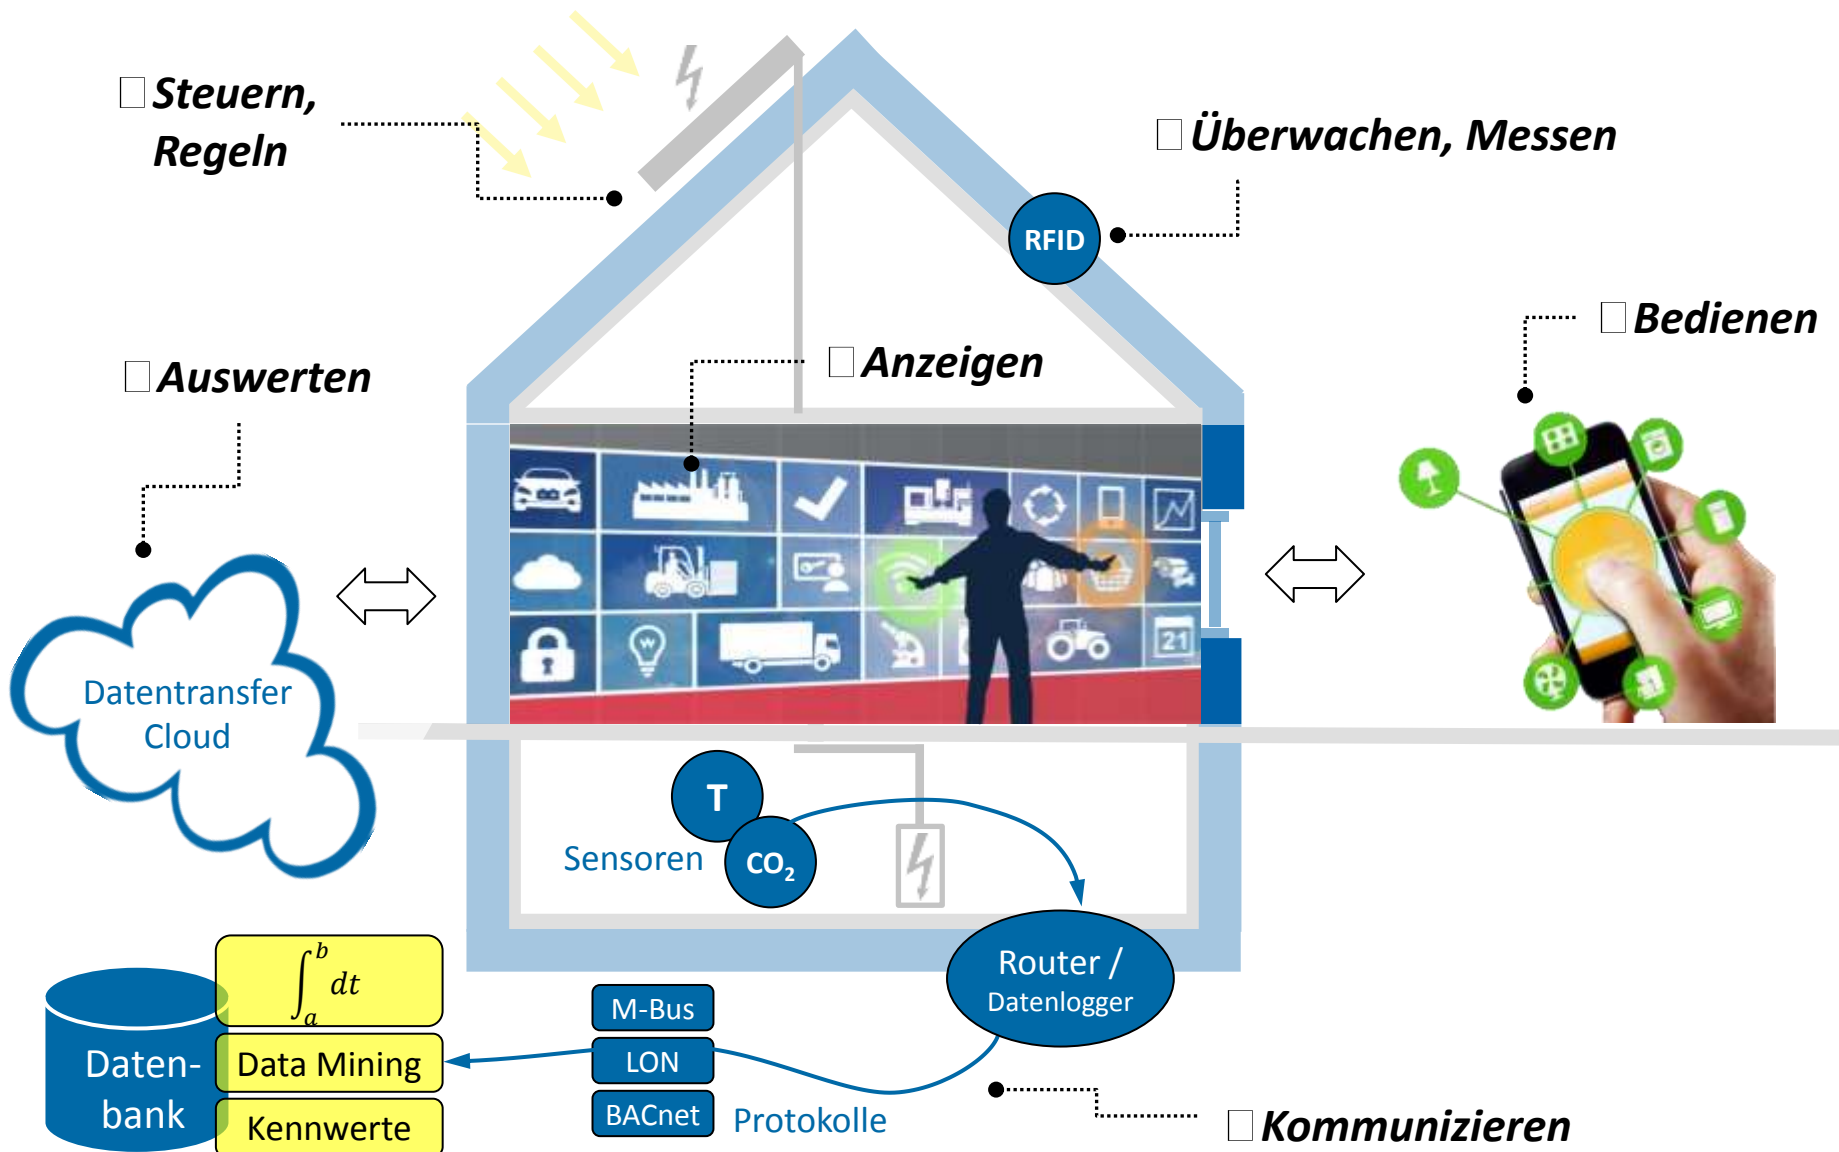 □ Steuern,
Regeln
□ Überwachen, Messen
RFID
□ Bedienen
□ Anzeigen
□ Auswerten
21
Datentransfer
Cloud
T
CO₂
Sensoren
Router /
Datenlogger
∫ₐᵇ dt
Daten-
bank
Data Mining
Kennwerte
M-Bus
LON
BACnet
Protokolle
□ Kommunizieren